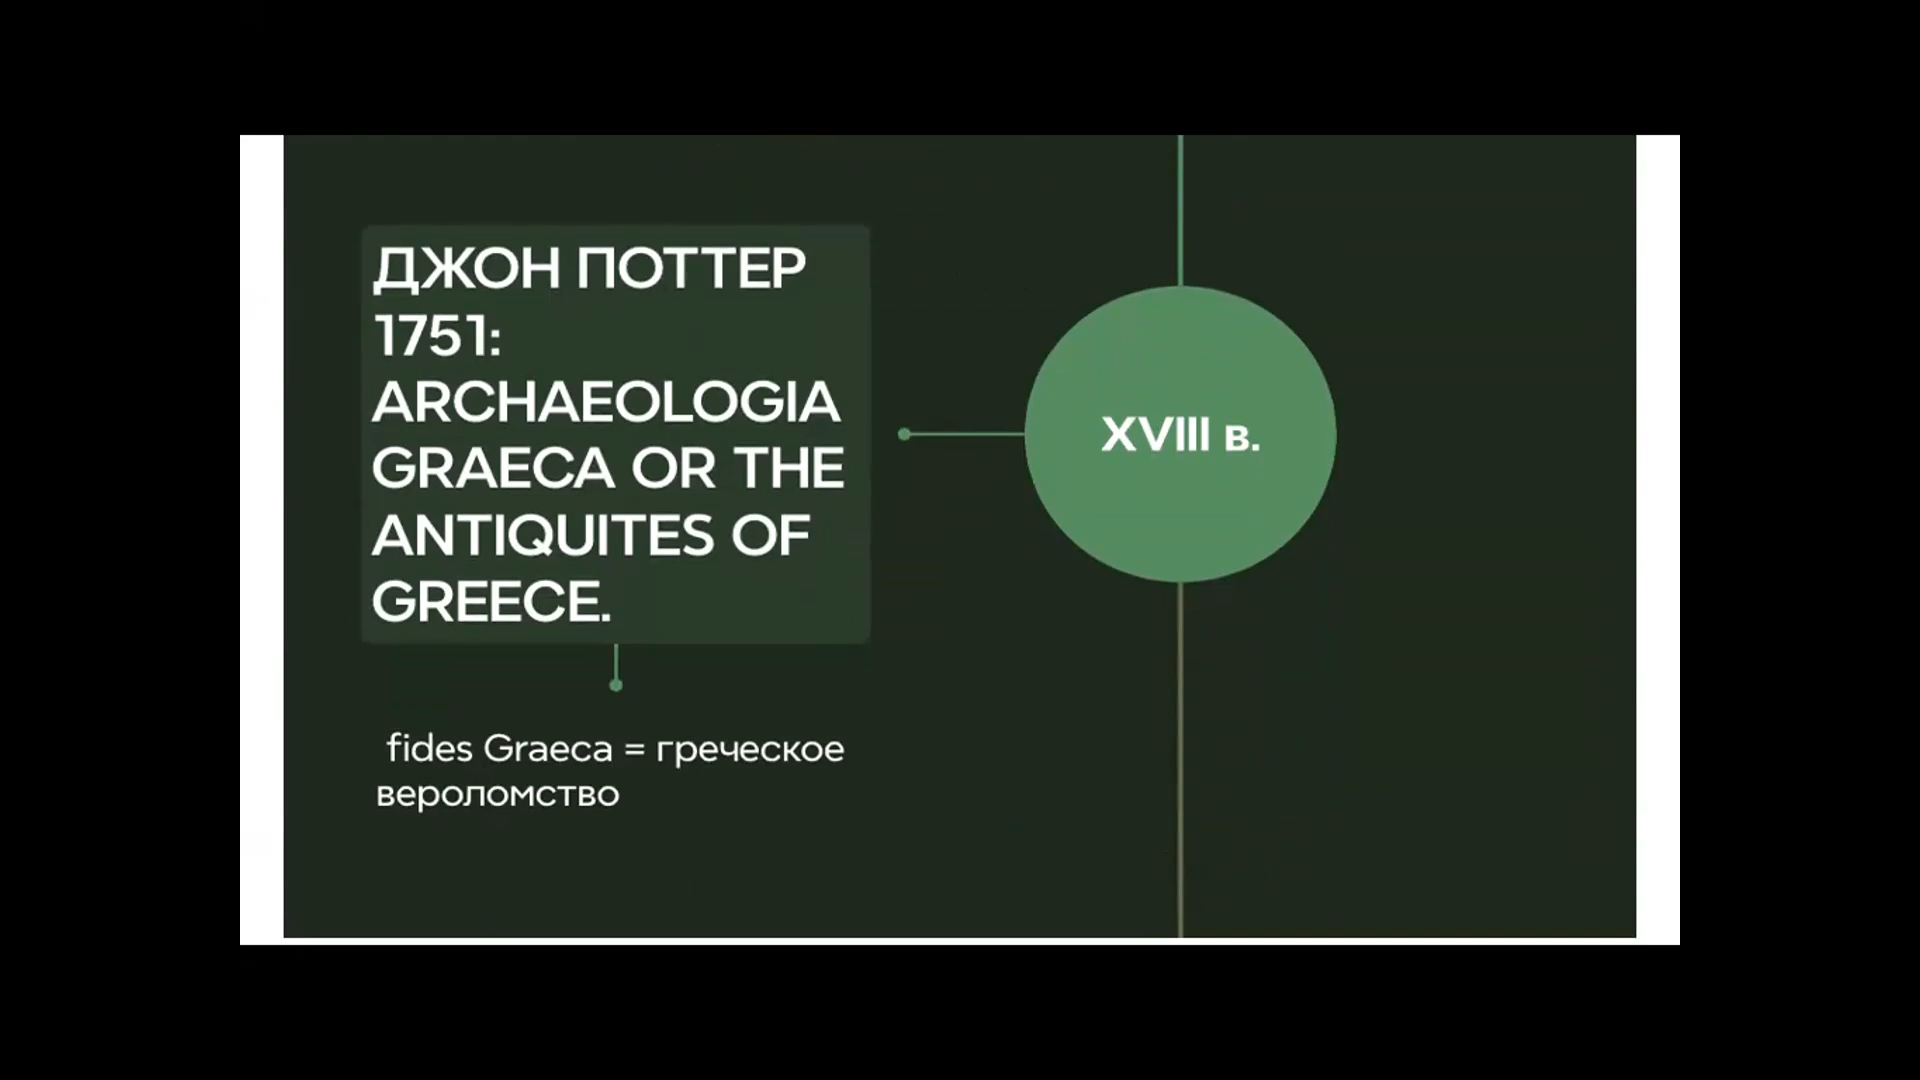 ДЖОН ПОТТЕР
1751:
ARCHAEOLOGIA
GRAECA OR THE
ANTIQUITES OF
GREECE.
XVIII в.
fides Graeca = греческое
вероломство